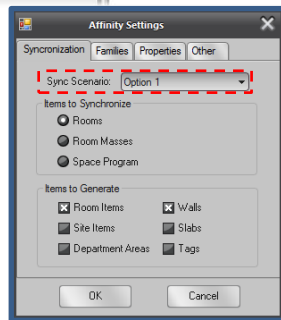 Affinity Settings
Syncronization Families Properties Other
Sync Scenario: Option 1
Items to Synchronize
Rooms
Room Masses
Space Program
Items to Generate
Room Items Walls
Site Items Slabs
Department Areas Tags
OK Cancel